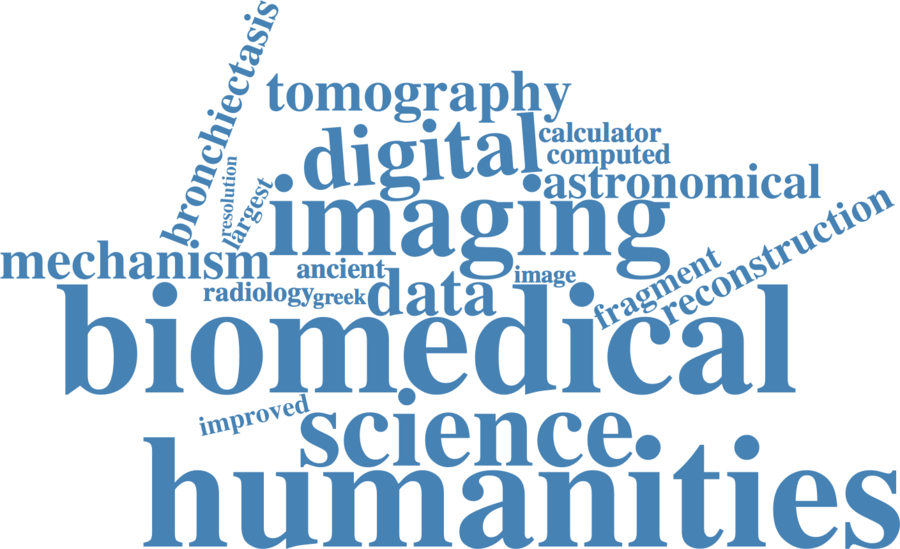 bronchiectasis
tomography
digital
calculator
computed
resolution
largest
imaging
astronomical
mechanism
ancient
data
image
fragment
reconstruction
radiology
greek
biomedical
improved
science
humanities